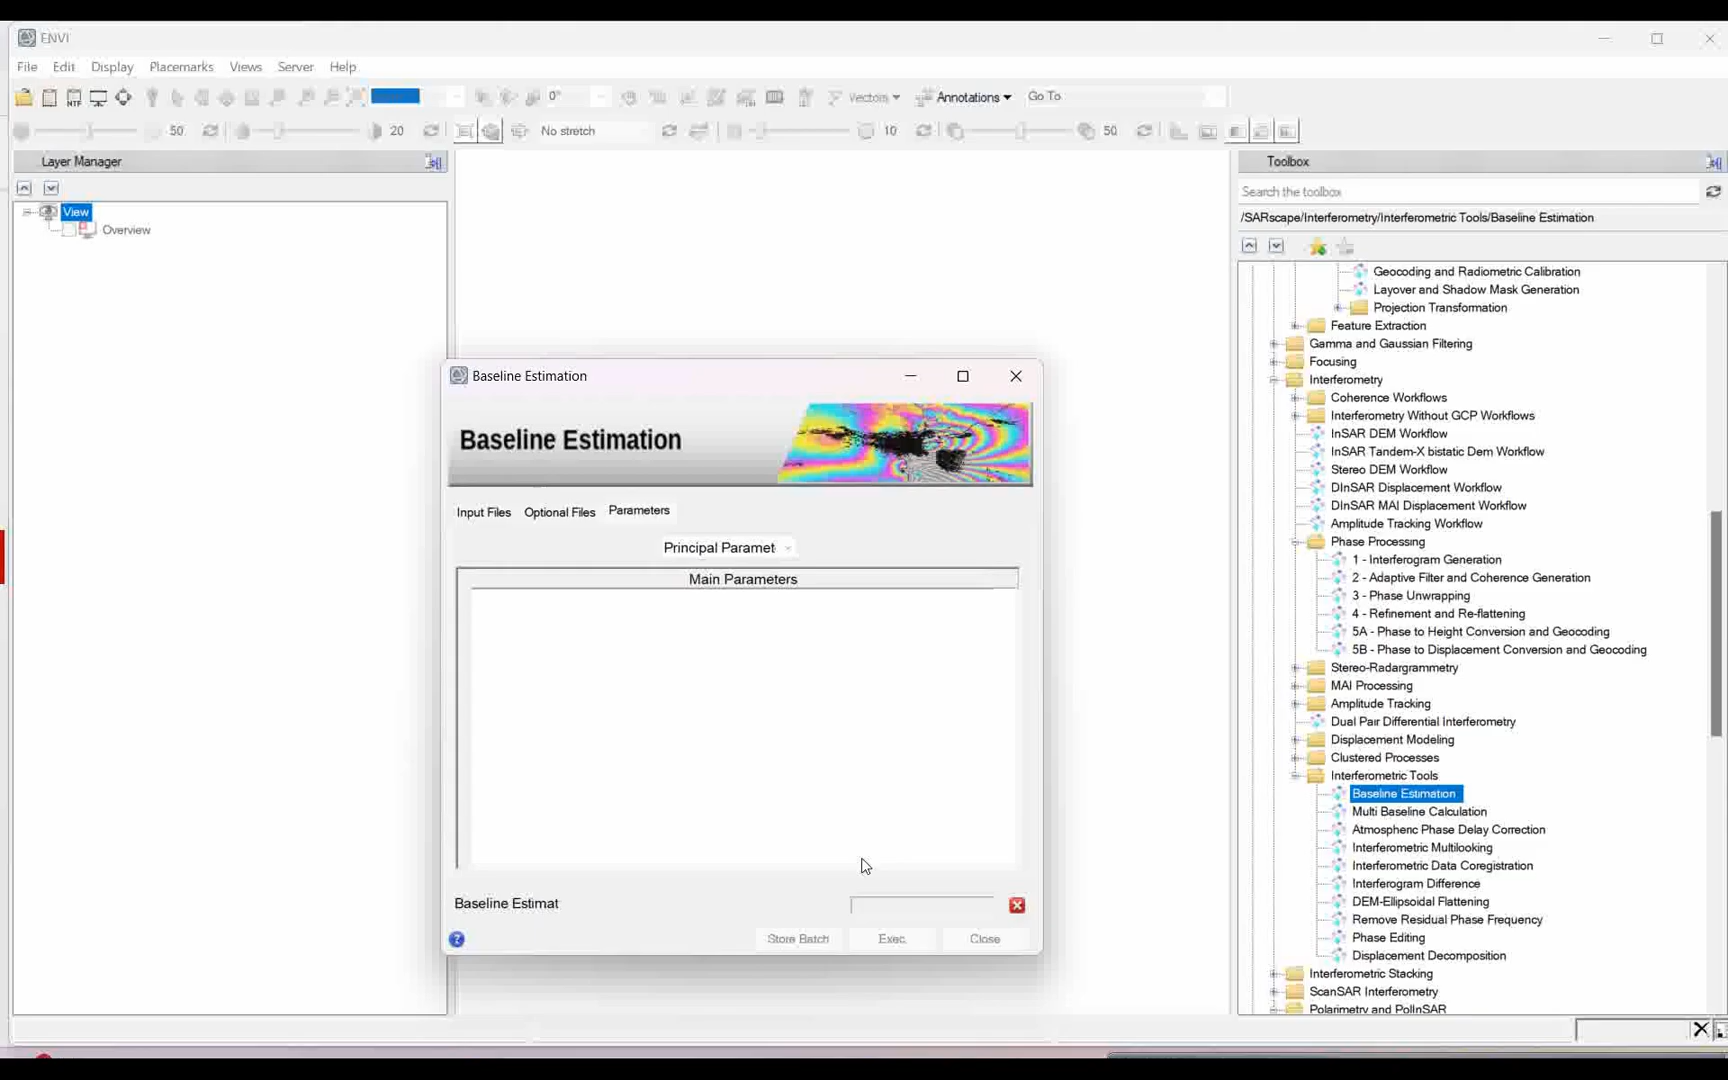 ENVI
File Edit Display Placemarks Views Server Help
0° Vectors Annotations Go To
50 20 No stretch 10 50
Layer Manager
View
Overview
Toolbox
Search the toolbox
/SARscape/Interferometry/Interferometric Tools/Baseline Estimation
Geocoding and Radiometric Calibration
Layover and Shadow Mask Generation
Projection Transformation
Feature Extraction
Gamma and Gaussian Filtering
Focusing
Interferometry
Coherence Workflows
Interferometry Without GCP Workflows
InSAR DEM Workflow
InSAR Tandem-X bistatic Dem Workflow
Stereo DEM Workflow
DInSAR Displacement Workflow
DInSAR MAI Displacement Workflow
Amplitude Tracking Workflow
Phase Processing
1 - Interferogram Generation
2 - Adaptive Filter and Coherence Generation
3 - Phase Unwrapping
4 - Refinement and Re-flattening
5A - Phase to Height Conversion and Geocoding
5B - Phase to Displacement Conversion and Geocoding
Stereo-Radargrammetry
MAI Processing
Amplitude Tracking
Dual Pair Differential Interferometry
Displacement Modeling
Clustered Processes
Interferometric Tools
Baseline Estimation
Multi Baseline Calculation
Atmospheric Phase Delay Correction
Interferometric Multilooking
Interferometric Data Coregistration
Interferogram Difference
DEM-Ellipsoidal Flattening
Remove Residual Phase Frequency
Phase Editing
Displacement Decomposition
Interferometric Stacking
ScanSAR Interferometry
Polarimetry and PolInSAR
Baseline Estimation
Baseline Estimation
Input Files Optional Files Parameters
Principal Paramet
Main Parameters
Baseline Estimat
? Store Batch Exec. Close